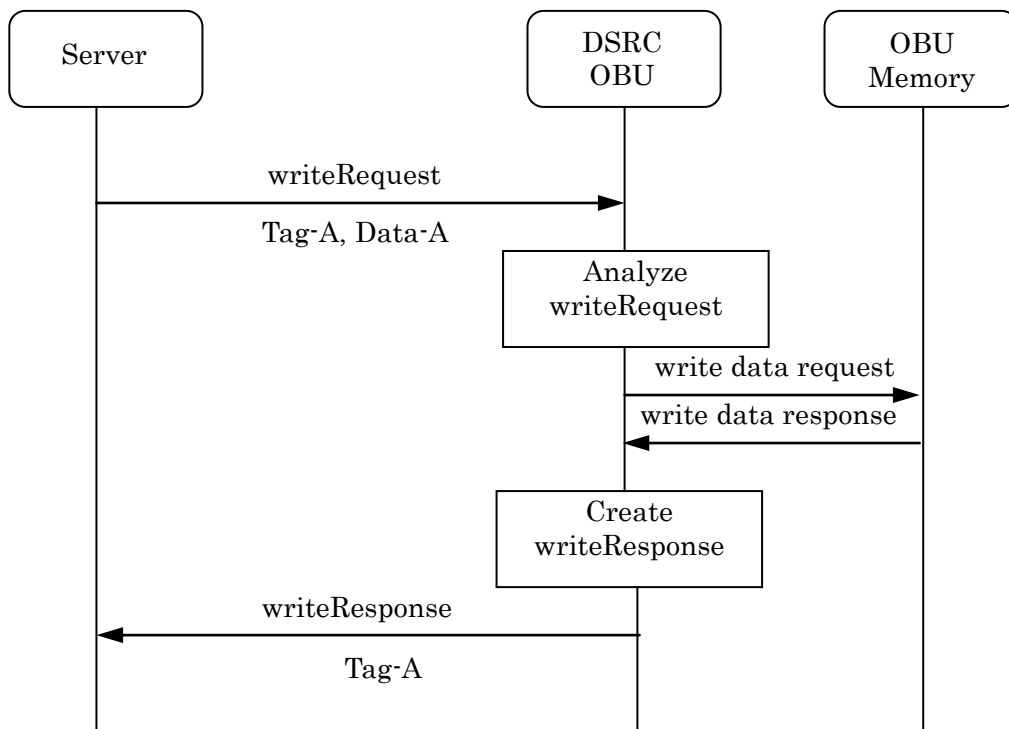 Server
DSRC
OBU
OBU
Memory
writeRequest
Tag-A, Data-A
Analyze
writeRequest
write data request
write data response
Create
writeResponse
writeResponse
Tag-A